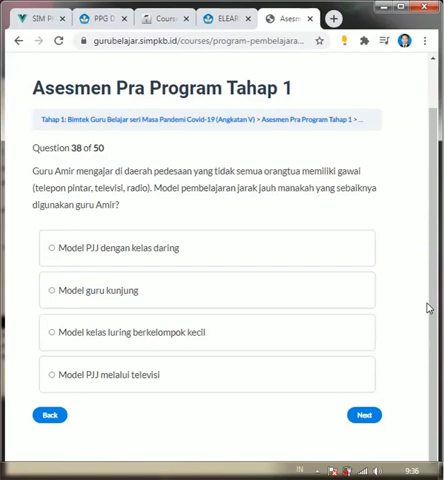 SIM P
PPG D
Course
ELEAR
Asesm
gurubelajar.simpkb.id/courses/program-pembelajara...
Asesmen Pra Program Tahap 1
Tahap 1: Bimtek Guru Belajar seri Masa Pandemi Covid-19 (Angkatan V) > Asesmen Pra Program Tahap 1 > ...
Question 38 of 50
Guru Amir mengajar di daerah pedesaan yang tidak semua orangtua memiliki gawai
(telepon pintar, televisi, radio). Model pembelajaran jarak jauh manakah yang sebaiknya
digunakan guru Amir?
Model PJJ dengan kelas daring
Model guru kunjung
Model kelas luring berkelompok kecil
Model PJJ melalui televisi
Back
Next
IN
9:36